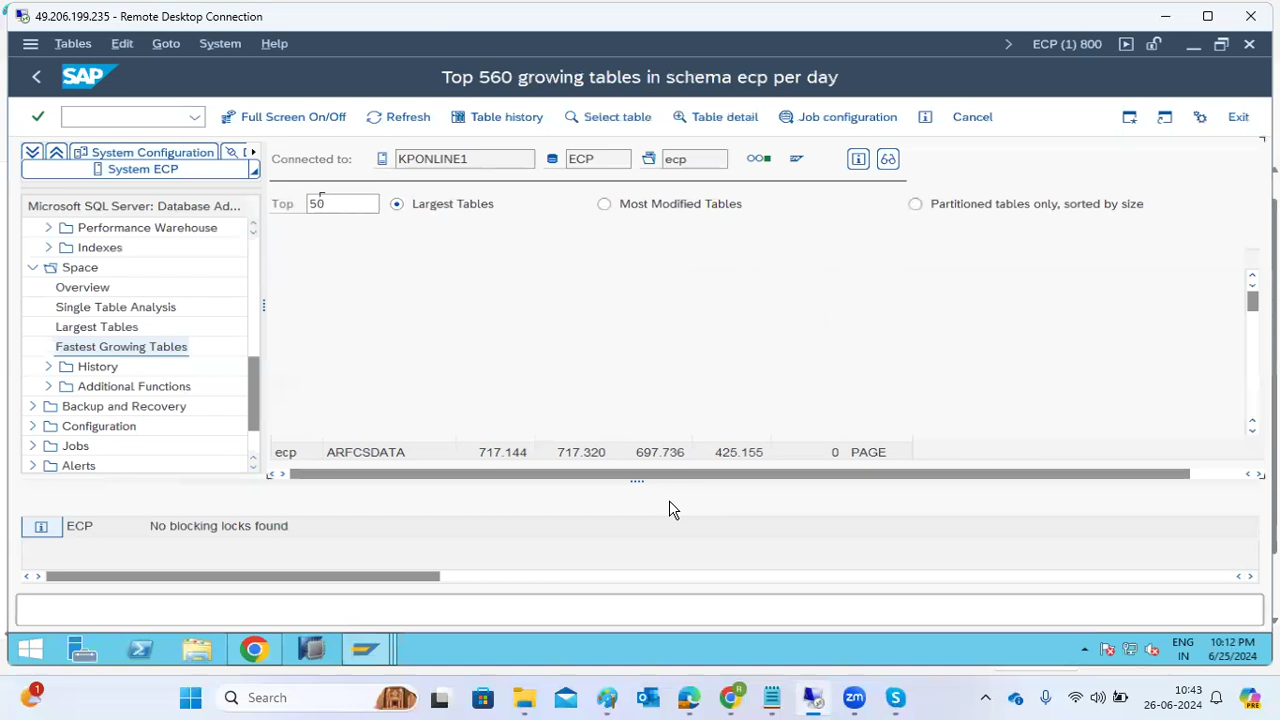 49.206.199.235 - Remote Desktop Connection
Tables Edit Goto System Help
ECP (1) 800
SAP
Top 560 growing tables in schema ecp per day
Full Screen On/Off Refresh Table history Select table Table detail Job configuration Cancel Exit
System Configuration
System ECP
Connected to: KPONLINE1 ECP ecp
Microsoft SQL Server: Database Ad...
Top 50 Largest Tables Most Modified Tables Partitioned tables only, sorted by size
Performance Warehouse
Indexes
Space
Overview
Single Table Analysis
Largest Tables
Fastest Growing Tables
History
Additional Functions
Backup and Recovery
Configuration
Jobs
Alerts
ecp ARFCSDATA 717.144 717.320 697.736 425.155 0 PAGE
ECP No blocking locks found
ENG
IN
10:12 PM
6/25/2024
1
Search
10:43
26-06-2024
PRE